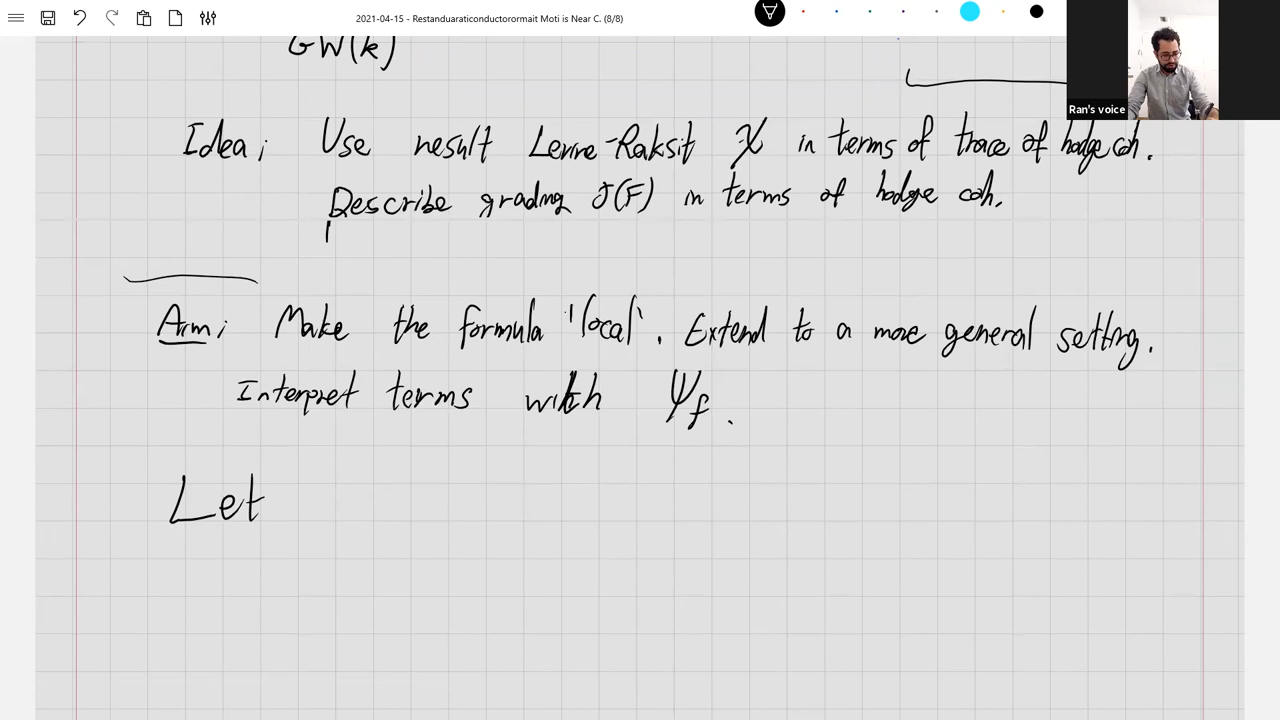 2021-04-15 - Restanduaraticonductorormait Moti is Near C. (8/8)
GW(k)
Ran's voice
Idea; Use result Levine-Raksit χ in terms of trace of hodge coh.
Describe grading J(F) in terms of hodge coh.
Aim; Make the formula "local". Extend to a more general setting.
Interpret terms with ψ_f.
Let